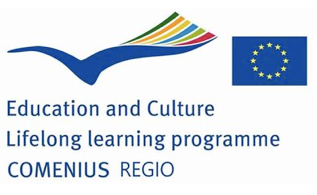 Education and Culture
Lifelong learning programme
COMENIUS REGIO